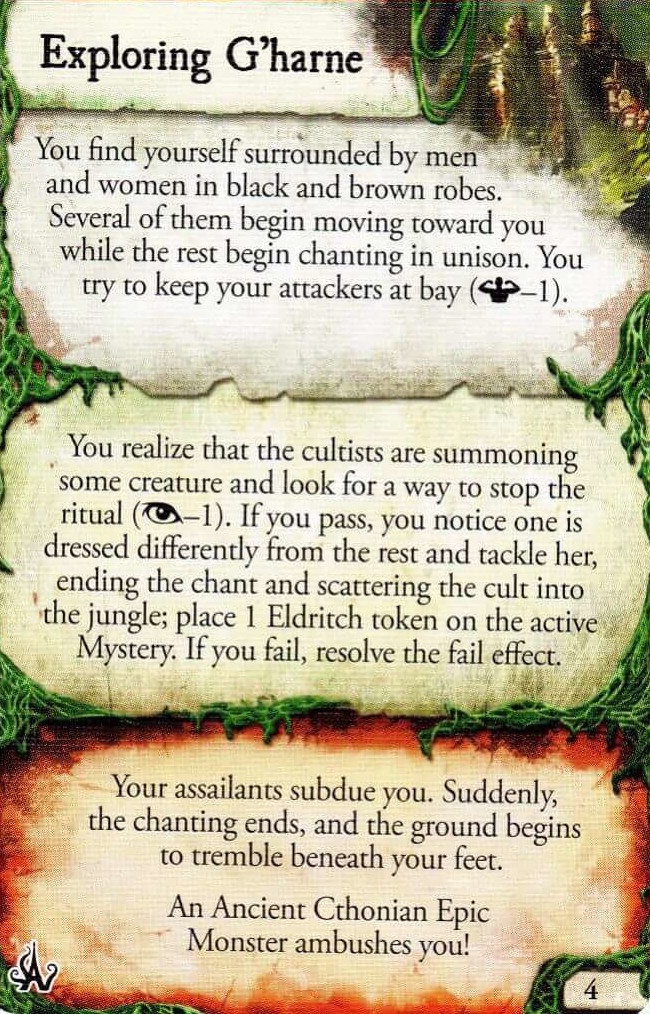 Exploring G'harne
You find yourself surrounded by men
and women in black and brown robes.
Several of them begin moving toward you
while the rest begin chanting in unison. You
try to keep your attackers at bay (–1).
You realize that the cultists are summoning
some creature and look for a way to stop the
ritual (–1). If you pass, you notice one is
dressed differently from the rest and tackle her,
ending the chant and scattering the cult into
the jungle; place 1 Eldritch token on the active
Mystery. If you fail, resolve the fail effect.
Your assailants subdue you. Suddenly,
the chanting ends, and the ground begins
to tremble beneath your feet.
An Ancient Cthonian Epic
Monster ambushes you!
4